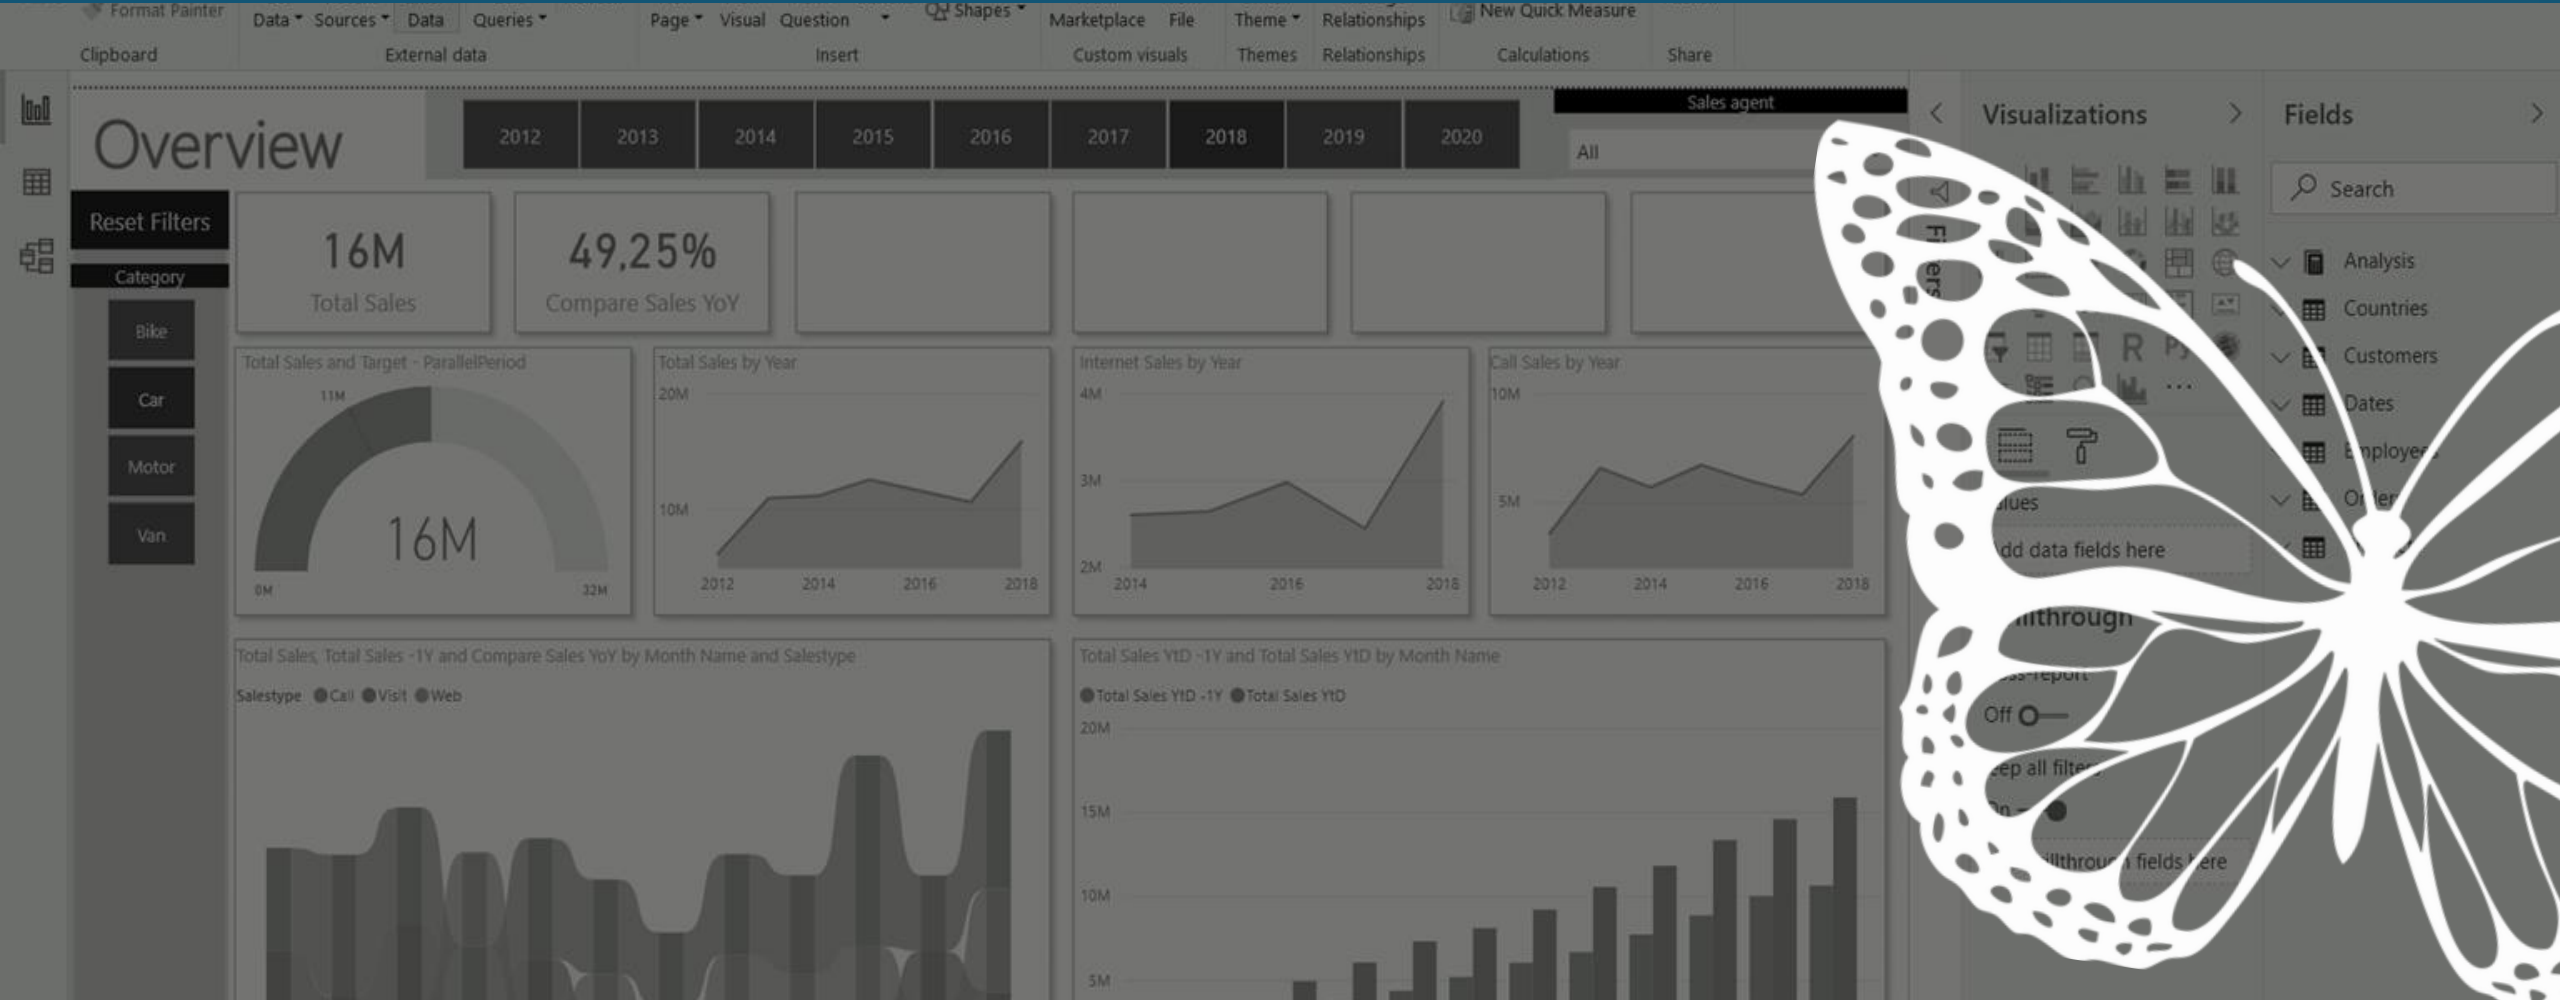 Format Painter
Data
Sources
Data
Queries
Page
Visual
Question
Shapes
Marketplace
File
Theme
Relationships
New Quick Measure
Clipboard
External data
Insert
Custom visuals
Themes
Relationships
Calculations
Share
Overview
2012
2013
2014
2015
2016
2017
2018
2019
2020
Sales agent
All
Visualizations
Fields
Search
Reset Filters
Category
Bike
Car
Motor
Van
16M
Total Sales
49,25%
Compare Sales YoY
Total Sales and Target - ParallelPeriod
11M
16M
0M
32M
Total Sales by Year
20M
10M
2012
2014
2016
2018
Internet Sales by Year
4M
3M
2M
2014
2016
2018
Call Sales by Year
10M
5M
2012
2014
2016
2018
R
Analysis
Countries
Customers
Dates
data fields here
Off
all
fields
Total Sales, Total Sales -1Y and Compare Sales YoY by Month Name and Salestype
Salestype Call Visit Web
Total Sales YtD -1Y and Total Sales YtD by Month Name
Total Sales YtD -1Y Total Sales YtD
20M
15M
10M
5M